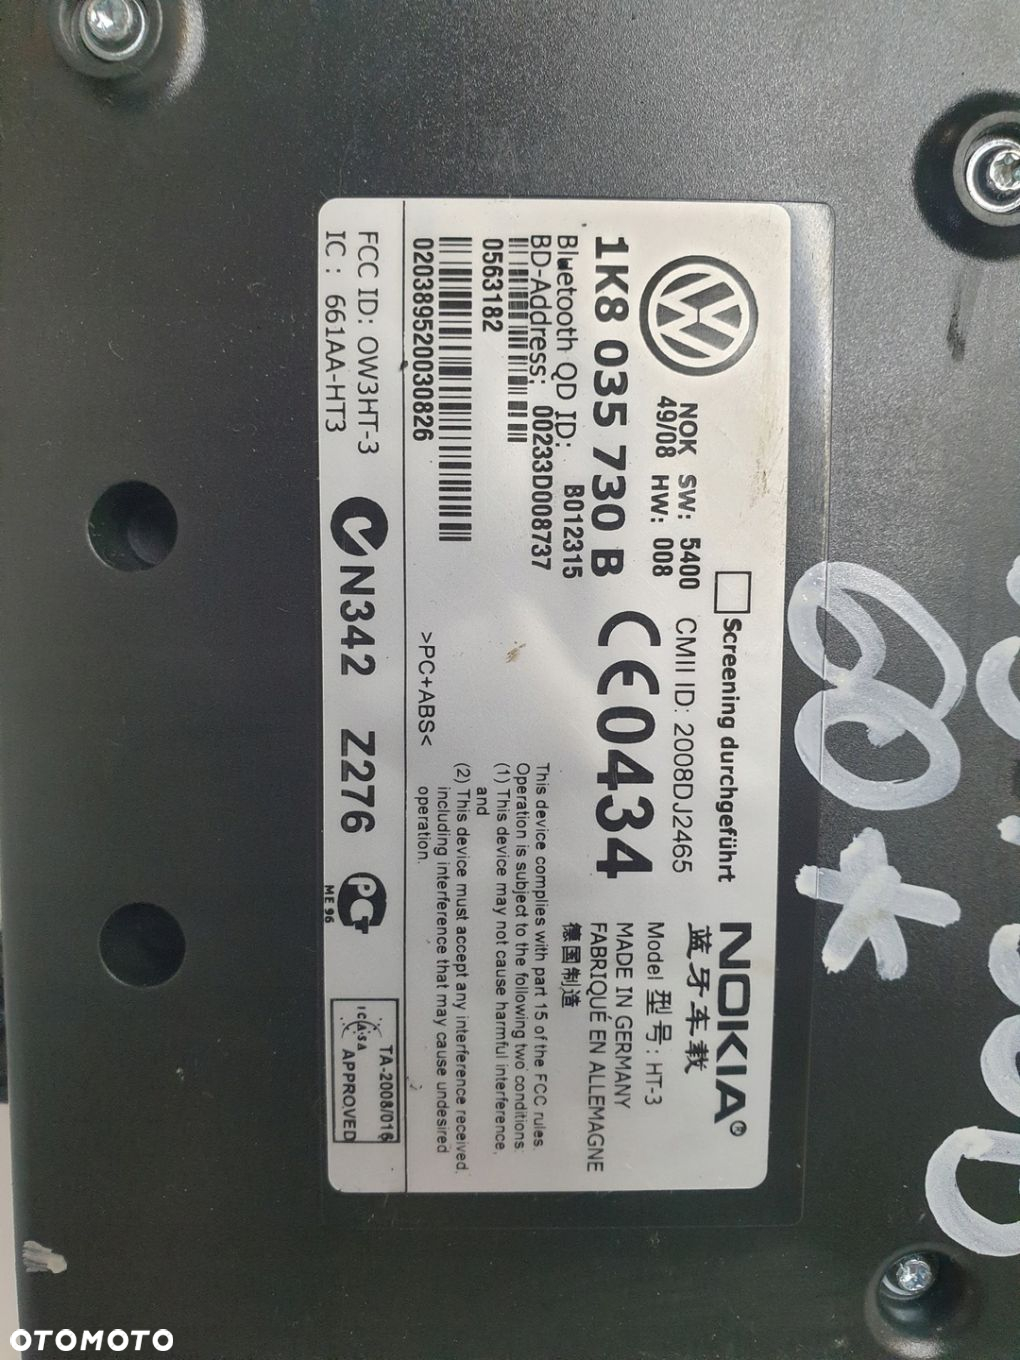 NOKIA®
蓝牙车载
Model 型号: HT-3
MADE IN GERMANY
FABRIQUÉ EN ALLEMAGNE
德国制造
Screening durchgeführt
NOK SW: 5400 CMII ID: 2008DJ2465
49/08 HW: 008
1K8 035 730 B CE0434
Bluetooth QD ID: B012315
BD-Address: 00233D008737
0563182
02038952003082​6
>PC+ABS<
This device complies with part 15 of the FCC rules.
Operation is subject to the following two conditions:
(1) This device may not cause harmful interference,
and
(2) This device must accept any interference received,
including interference that may cause undesired
operation.
FCC ID: OW3HT-3
IC : 661AA-HT3
N342 Z276
ME 96
TA-2008/016
ICASA
APPROVED
OTOMOTO